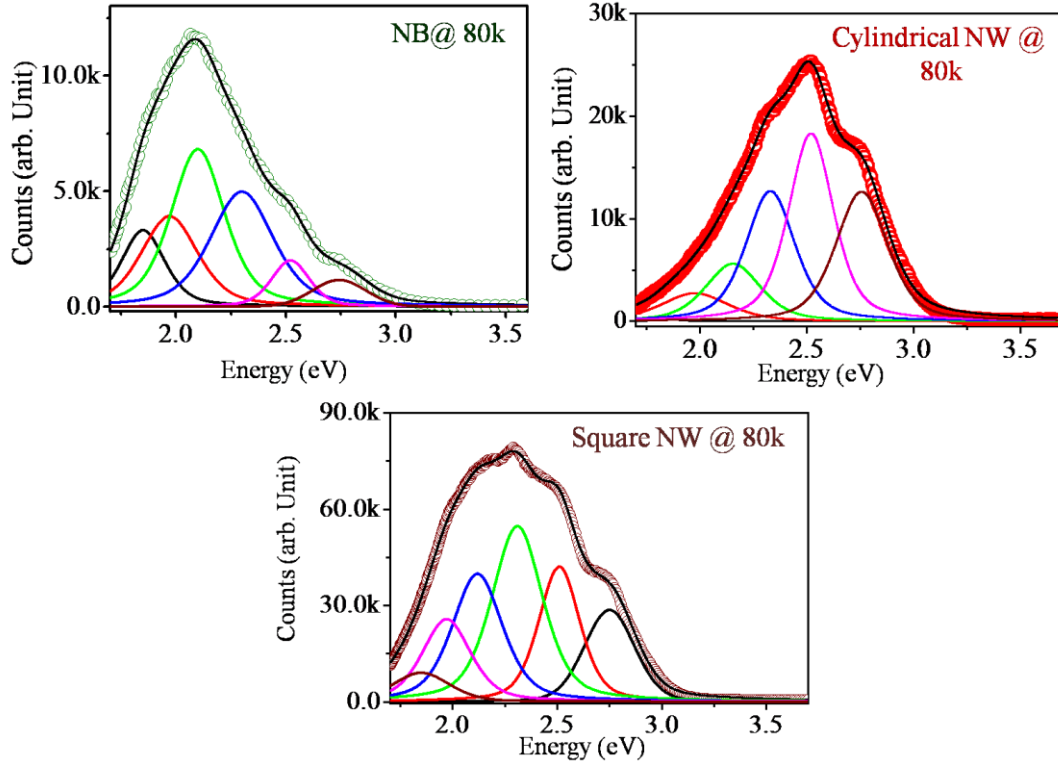 NB@ 80k
Counts (arb. Unit)
10.0k
5.0k
0.0
2.0
2.5
3.0
3.5
Energy (eV)
Cylindrical NW @
80k
Counts (arb. Unit)
30k
20k
10k
0
2.0
2.5
3.0
3.5
Energy (eV)
Square NW @ 80k
Counts (arb. Unit)
90.0k
60.0k
30.0k
0.0
2.0
2.5
3.0
3.5
Energy (eV)